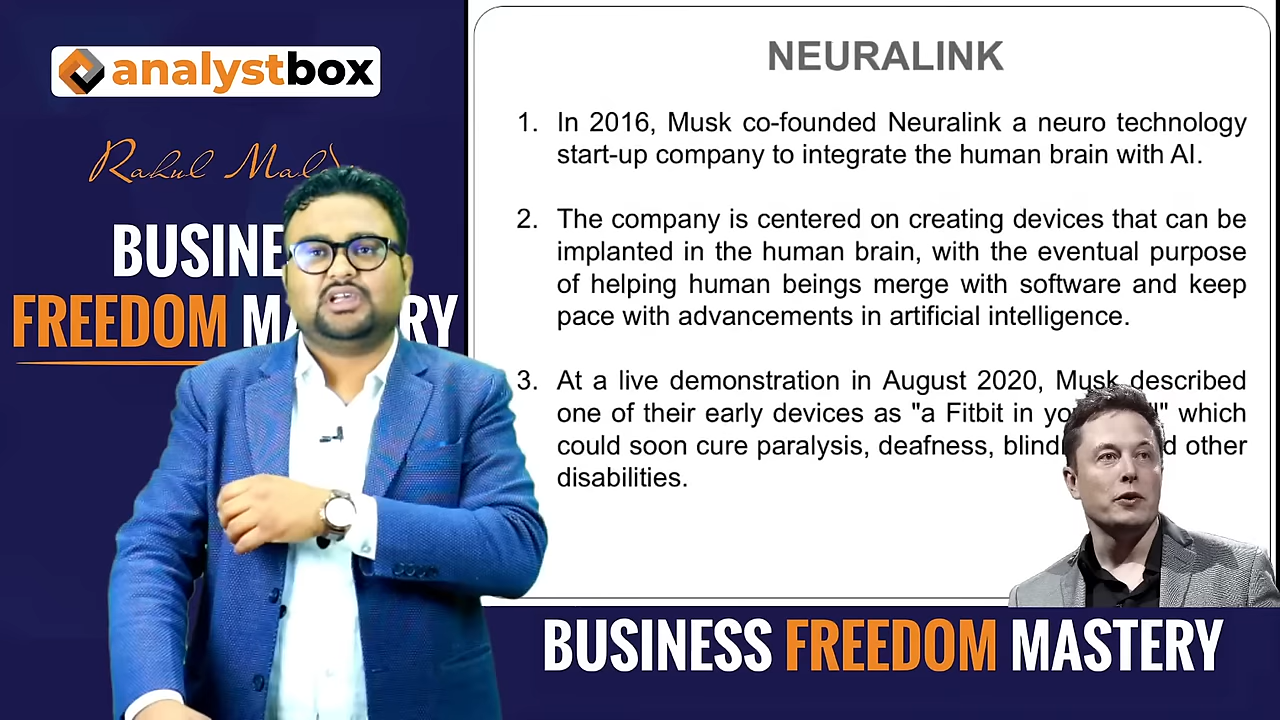 analystbox
Rahul
BUSINE
FREEDOM MA RY
NEURALINK
1. In 2016, Musk co-founded Neuralink a neuro technology
start-up company to integrate the human brain with AI.
2. The company is centered on creating devices that can be
implanted in the human brain, with the eventual purpose
of helping human beings merge with software and keep
pace with advancements in artificial intelligence.
3. At a live demonstration in August 2020, Musk described
one of their early devices as "a Fitbit in " which
could soon cure paralysis, deafness, other
disabilities.
BUSINESS FREEDOM MASTERY